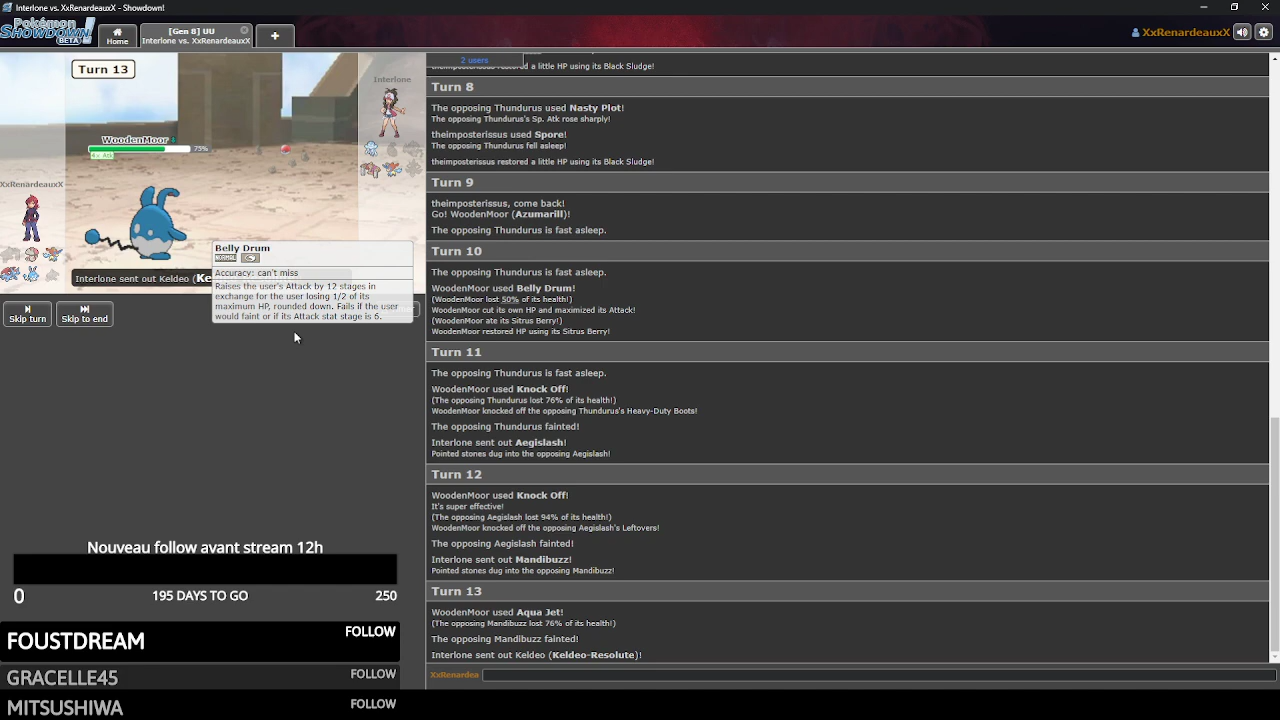 Interlone vs. XxRenardeauxX - Showdown!
Pokémon
SHOWDOWN!
BETA
Home
[Gen 8] UU
Interlone vs. XxRenardeauxX
+
XxRenardeauxX
Turn 13
Interlone
WoodenMoor
75%
4× Atk
XxRenardeauxX
Belly Drum
NORMAL
Accuracy: can't miss
Raises the user's Attack by 12 stages in
exchange for the user losing 1/2 of its
maximum HP, rounded down. Fails if the user
would faint or if its Attack stat stage is 6.
Interlone sent out Keldeo (Ke
Skip turn
Skip to end
Nouveau follow avant stream 12h
0
195 DAYS TO GO
250
FOUSTDREAM
FOLLOW
GRACELLE45
FOLLOW
MITSUSHIWA
FOLLOW
2 users
theimposterissus restored a little HP using its Black Sludge!
Turn 8
The opposing Thundurus used Nasty Plot!
The opposing Thundurus's Sp. Atk rose sharply!
theimposterissus used Spore!
The opposing Thundurus fell asleep!
theimposterissus restored a little HP using its Black Sludge!
Turn 9
theimposterissus, come back!
Go! WoodenMoor (Azumarill)!
The opposing Thundurus is fast asleep.
Turn 10
The opposing Thundurus is fast asleep.
WoodenMoor used Belly Drum!
(WoodenMoor lost 50% of its health!)
WoodenMoor cut its own HP and maximized its Attack!
(WoodenMoor ate its Sitrus Berry!)
WoodenMoor restored HP using its Sitrus Berry!
Turn 11
The opposing Thundurus is fast asleep.
WoodenMoor used Knock Off!
(The opposing Thundurus lost 76% of its health!)
WoodenMoor knocked off the opposing Thundurus's Heavy-Duty Boots!
The opposing Thundurus fainted!
Interlone sent out Aegislash!
Pointed stones dug into the opposing Aegislash!
Turn 12
WoodenMoor used Knock Off!
It's super effective!
(The opposing Aegislash lost 94% of its health!)
WoodenMoor knocked off the opposing Aegislash's Leftovers!
The opposing Aegislash fainted!
Interlone sent out Mandibuzz!
Pointed stones dug into the opposing Mandibuzz!
Turn 13
WoodenMoor used Aqua Jet!
(The opposing Mandibuzz lost 76% of its health!)
The opposing Mandibuzz fainted!
Interlone sent out Keldeo (Keldeo-Resolute)!
XxRenardea